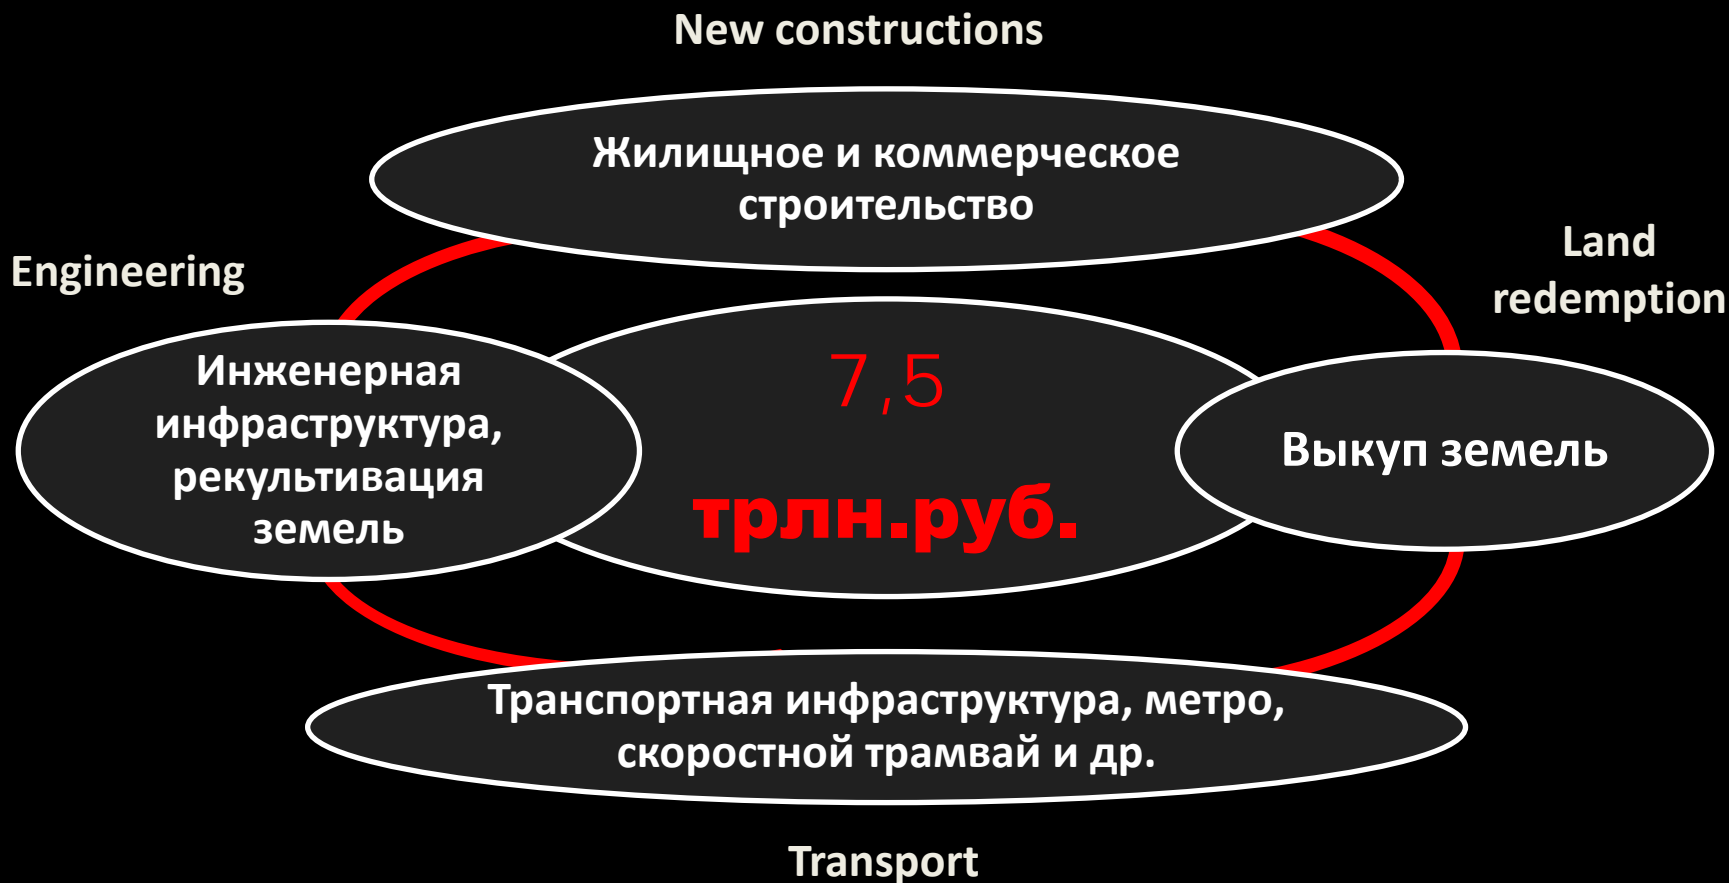 New constructions
Жилищное и коммерческое
строительство
Engineering
Land
redemption
Инженерная
инфраструктура,
рекультивация
земель
7,5
трлн.руб.
Выкуп земель
Транспортная инфраструктура, метро,
скоростной трамвай и др.
Transport